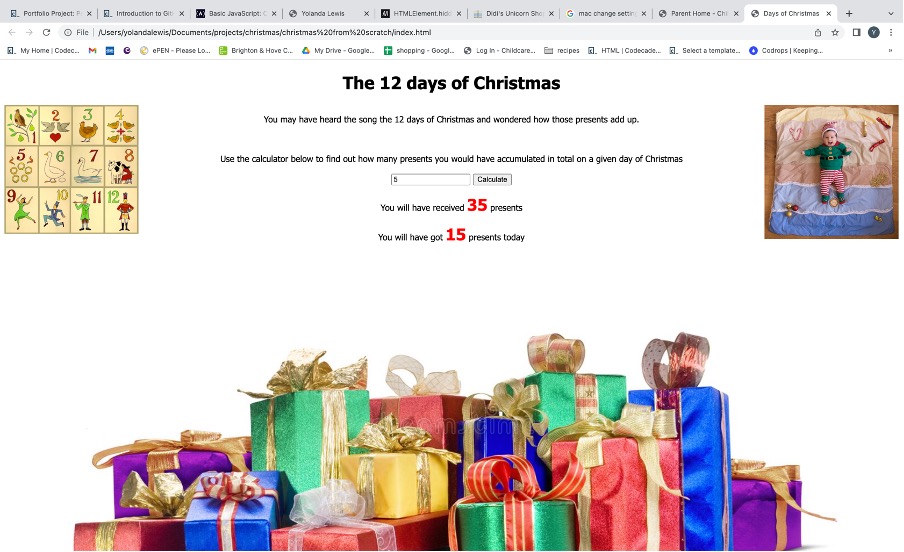 Portfolio Project: P
Introduction to Gith
Basic JavaScript: C
Yolanda Lewis
HTMLElement.hidd
Didi's Unicorn Sho
mac change settin
Parent Home - Chi
Days of Christmas
File
/Users/yolandalewis/Documents/projects/christmas/christmas%20from%20scratch/index.html
Y
My Home | Codec...
ePEN - Please Lo...
Brighton & Hove C...
My Drive - Google...
shopping - Googl...
Log in - Childcare...
recipes
HTML | Codecade...
Select a template...
Codrops | Keeping...
»
The 12 days of Christmas
You may have heard the song the 12 days of Christmas and wondered how those presents add up.
Use the calculator below to find out how many presents you would have accumulated in total on a given day of Christmas
5 Calculate
You will have received 35 presents
You will have got 15 presents today
1 2 3 4
5 6 7 8
9 10 11 12